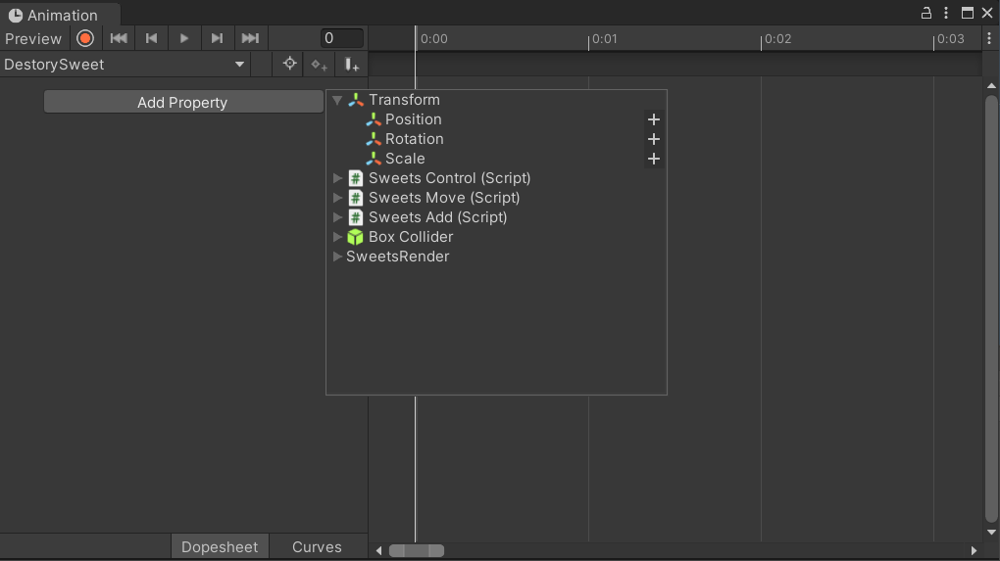 Animation
Preview
0
0:00
0:01
0:02
0:03
DestorySweet
Add Property
Transform
Position
Rotation
Scale
Sweets Control (Script)
Sweets Move (Script)
Sweets Add (Script)
Box Collider
SweetsRender
Dopesheet
Curves